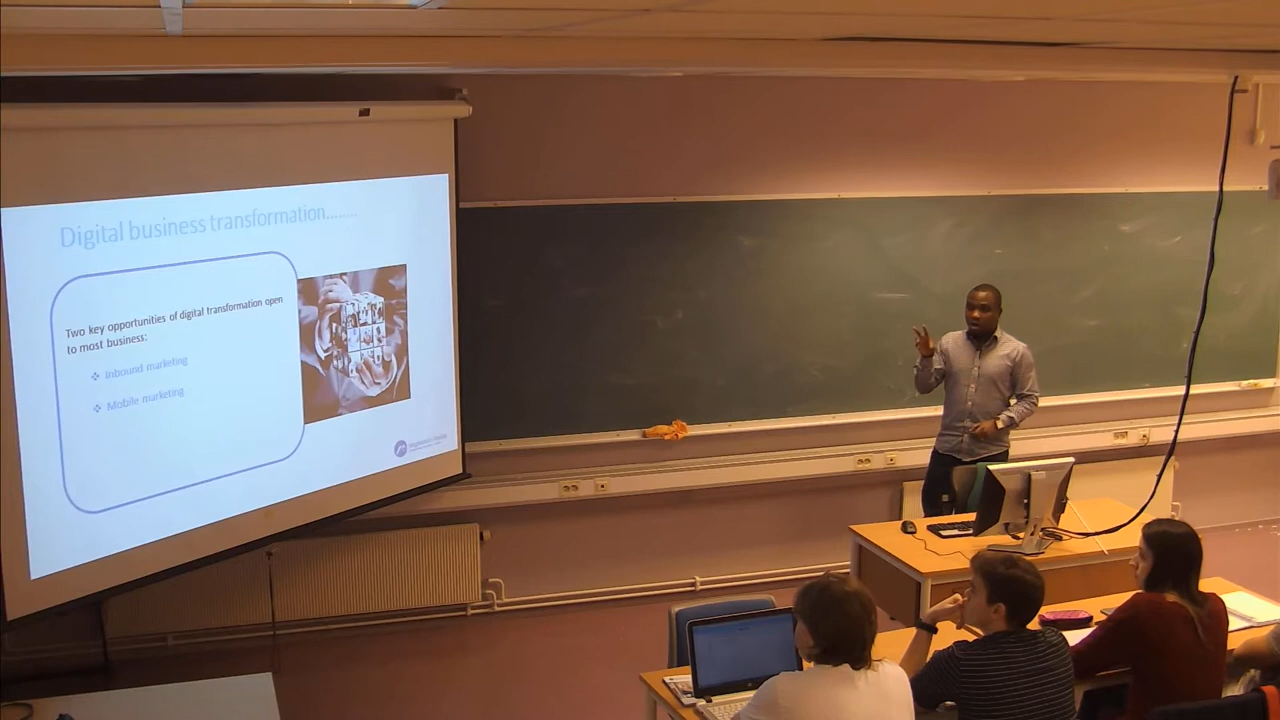 Digital business transformation........
Two key opportunities of digital transformation open
to most business:
❖ Inbound marketing
❖ Mobile marketing